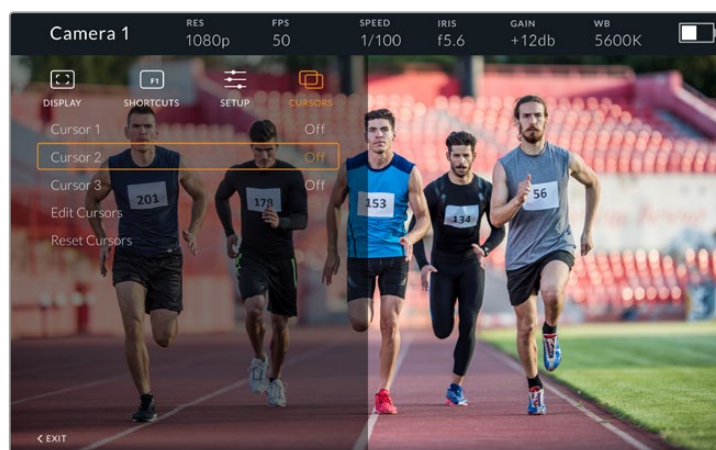 Camera 1
RES
1080p
FPS
50
SPEED
1/100
IRIS
f5.6
GAIN
+12db
WB
5600K
F1
DISPLAY
SHORTCUTS
SETUP
CURSORS
Cursor 1 Off
Cursor 2 Off
Cursor 3 Off
Edit Cursors
Reset Cursors
201
178
153
134
56
< EXIT